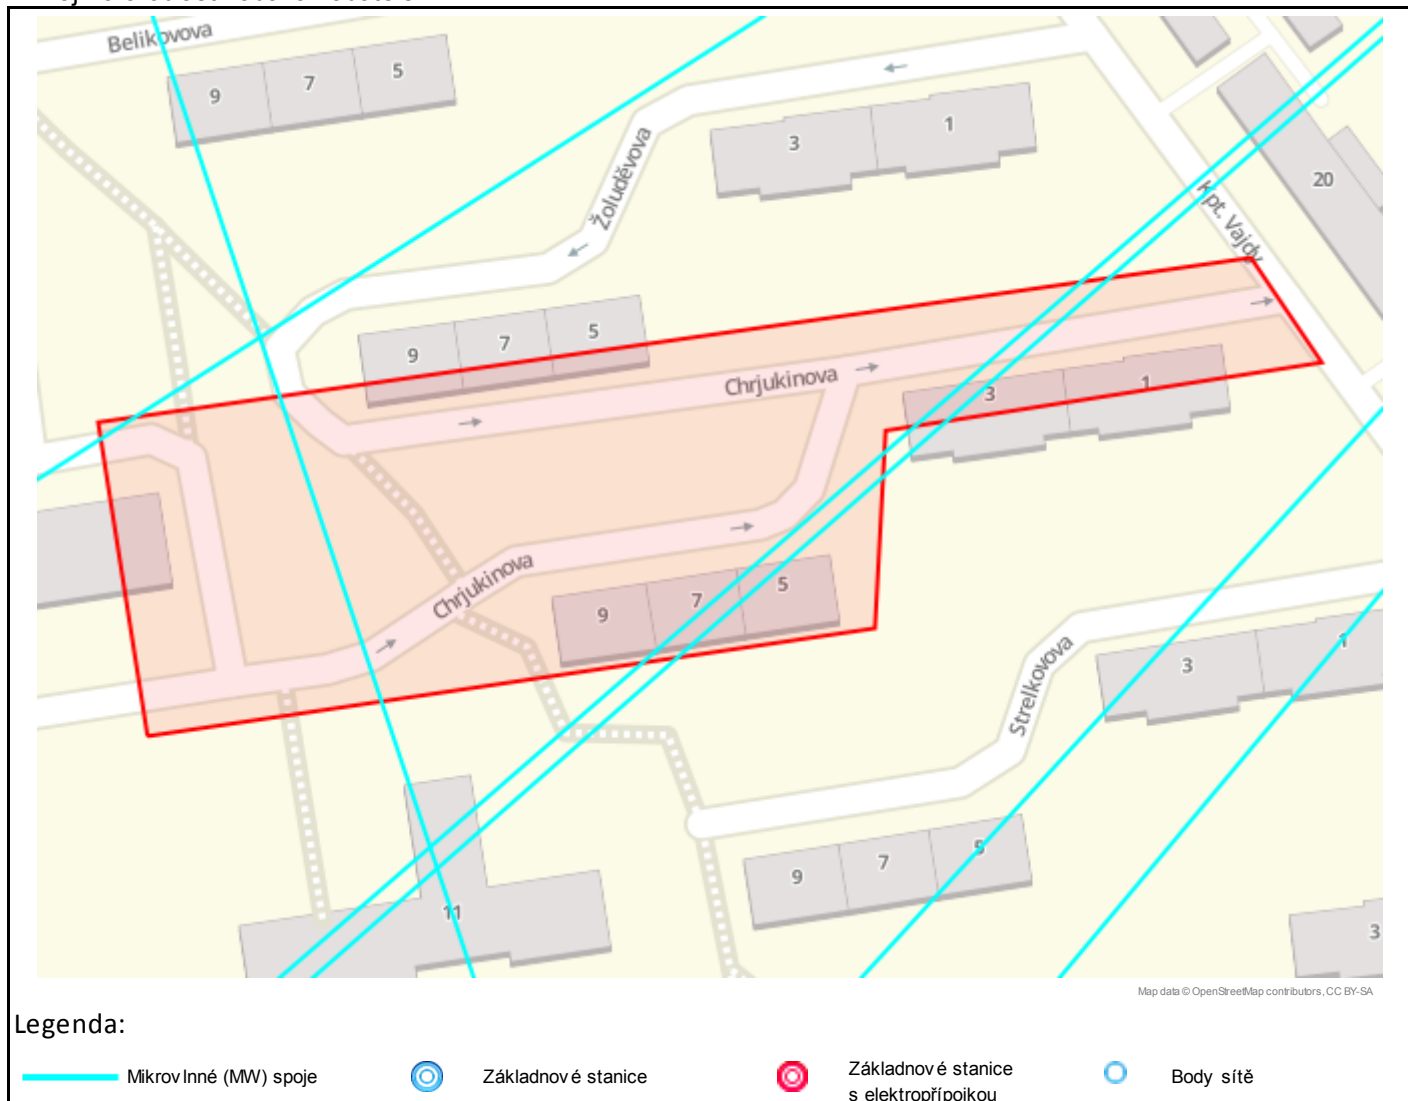 Belikovova
9
7
5
Žoluděvova
3
1
20
Kpt. Vajdy
9
7
5
Chrjukinova
3
1
Chrjukinova
9
7
5
Strelkovova
3
1
9
7
5
11
3
Map data © OpenStreetMap contributors, CC BY-SA
Legenda:
Mikrovlnné (MW) spoje
Základnové stanice
Základnové stanice
s elektropřípojkou
Body sítě